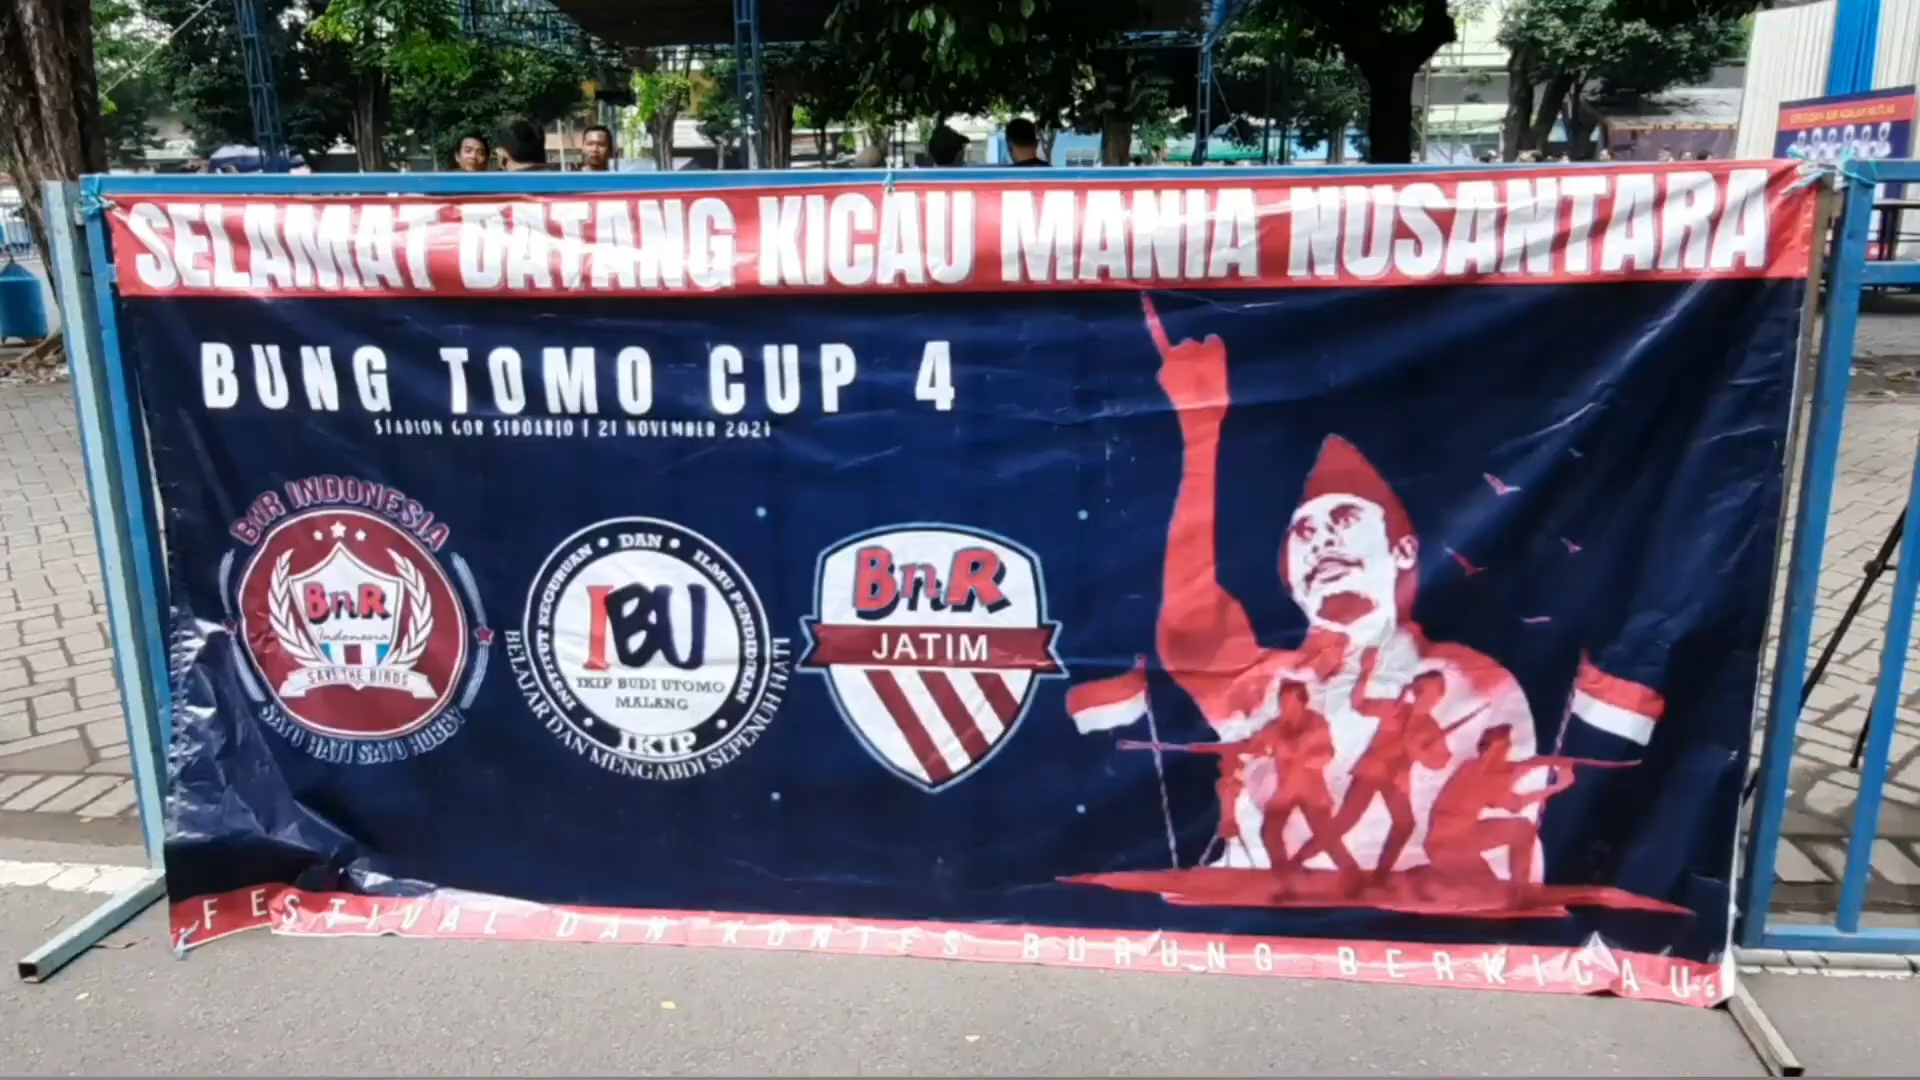 SELAMAT DATANG KICAU MANIA NUSANTARA
BUNG TOMO CUP 4
STADION GOR SIDOARJO | 21 NOVEMBER 2021
BNR INDONESIA
BnR
Indonesia
SAVE THE BIRDS
SATU HATI SATU HOBBY
INSTITUT KEGURUAN • DAN • ILMU PENDIDIKAN
IBU
IKIP BUDI UTOMO
MALANG
• IKIP •
BELAJAR DAN MENGABDI SEPENUH HATI
BnR
JATIM
FESTIVAL DAN KONTES BURUNG BERKICAU